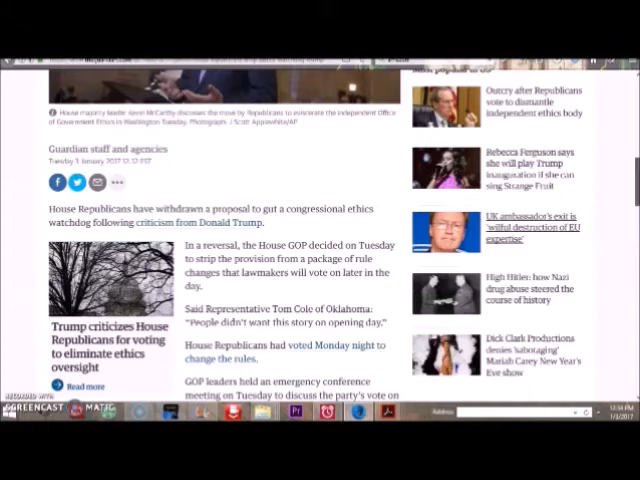 House majority leader Kevin McCarthy discusses the move by Republicans to eviscerate the independent Office
of Government Ethics in Washington Tuesday. Photograph: J Scott Applewhite/AP
Guardian staff and agencies
Tuesday 3 January 2017 12.12 EST
House Republicans have withdrawn a proposal to gut a congressional ethics
watchdog following criticism from Donald Trump.
In a reversal, the House GOP decided on Tuesday
to strip the provision from a package of rule
changes that lawmakers will vote on later in the
day.
Said Representative Tom Cole of Oklahoma:
“People didn’t want this story on opening day,”
House Republicans had voted Monday night to
change the rules.
GOP leaders held an emergency conference
meeting on Tuesday to discuss the party’s vote on
Trump criticizes House
Republicans for voting
to eliminate ethics
oversight
Read more
Outcry after Republicans
vote to dismantle
independent ethics body
Rebecca Ferguson says
she will play Trump
inauguration if she can
sing Strange Fruit
UK ambassador's exit is
'wilful destruction of EU
expertise'
High Hitler: how Nazi
drug abuse steered the
course of history
Dick Clark Productions
denies 'sabotaging'
Mariah Carey New Year's
Eve show
RECORDED WITH
SCREENCAST MATIC
Pr
Address
12:34 PM
1/3/2017